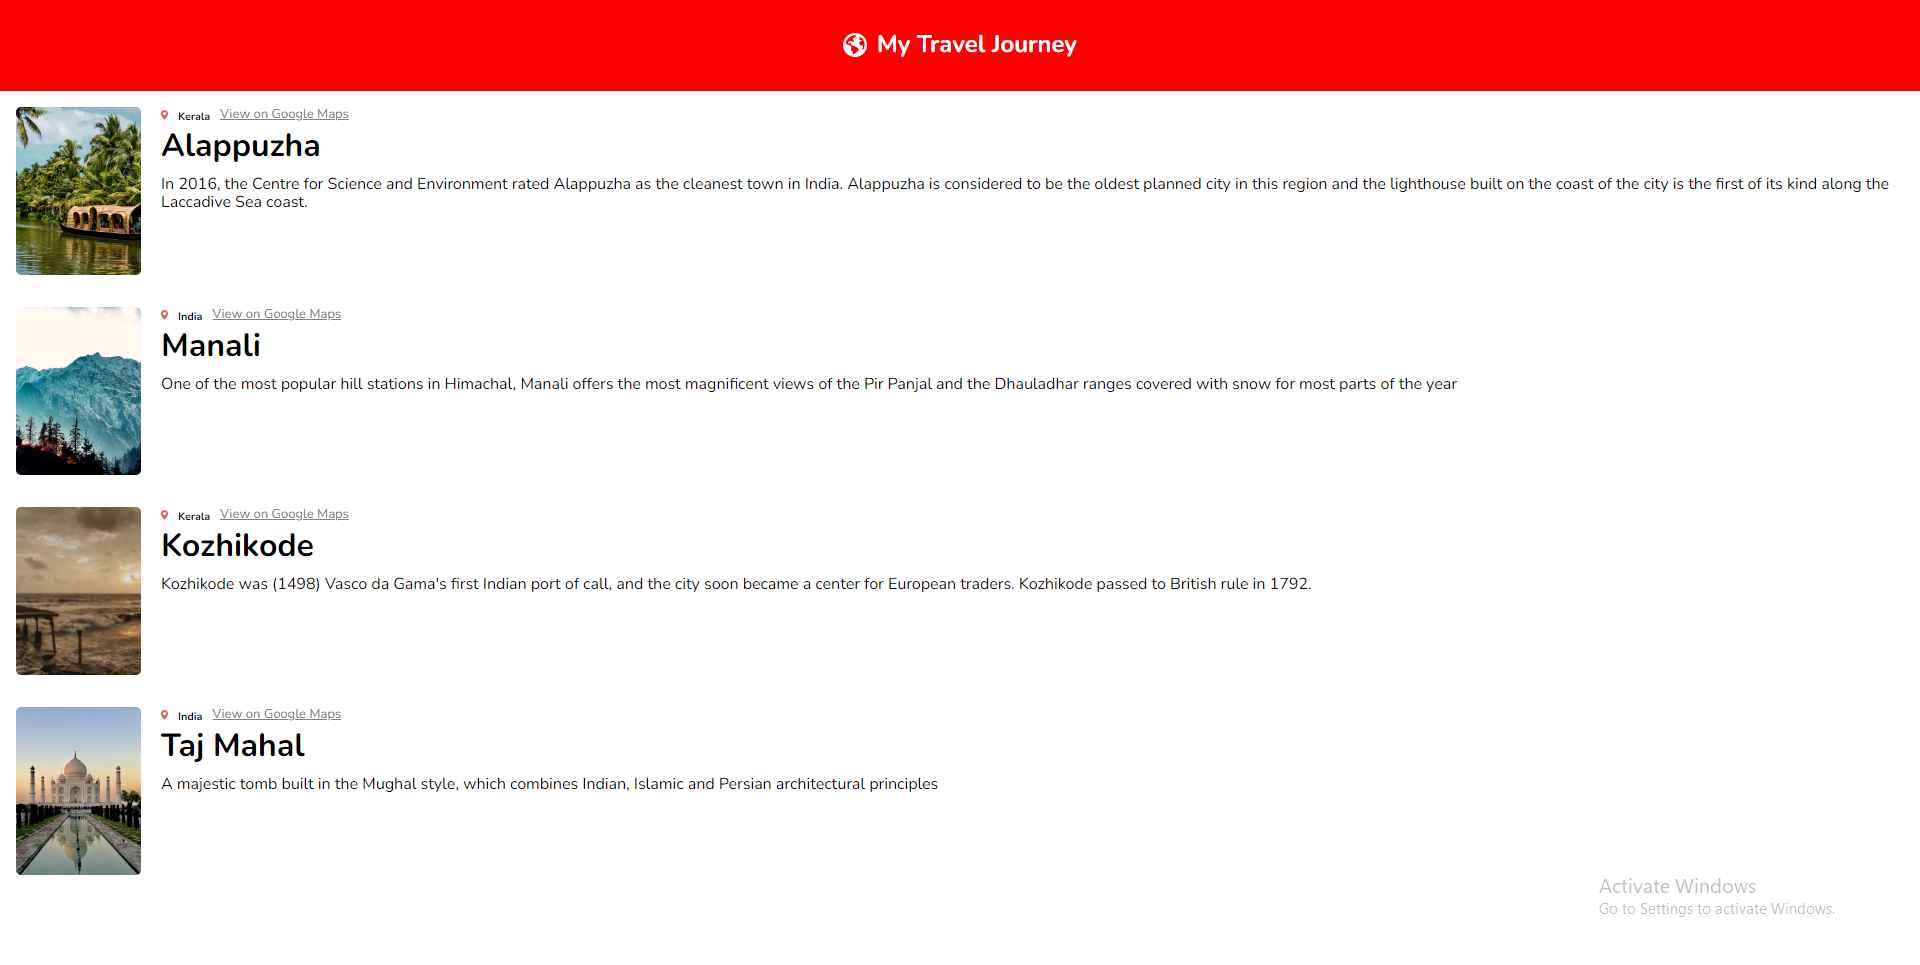 My Travel Journey
Kerala View on Google Maps
Alappuzha
In 2016, the Centre for Science and Environment rated Alappuzha as the cleanest town in India. Alappuzha is considered to be the oldest planned city in this region and the lighthouse built on the coast of the city is the first of its kind along the
Laccadive Sea coast.
India View on Google Maps
Manali
One of the most popular hill stations in Himachal, Manali offers the most magnificent views of the Pir Panjal and the Dhauladhar ranges covered with snow for most parts of the year
Kerala View on Google Maps
Kozhikode
Kozhikode was (1498) Vasco da Gama's first Indian port of call, and the city soon became a center for European traders. Kozhikode passed to British rule in 1792.
India View on Google Maps
Taj Mahal
A majestic tomb built in the Mughal style, which combines Indian, Islamic and Persian architectural principles
Activate Windows
Go to Settings to activate Windows.